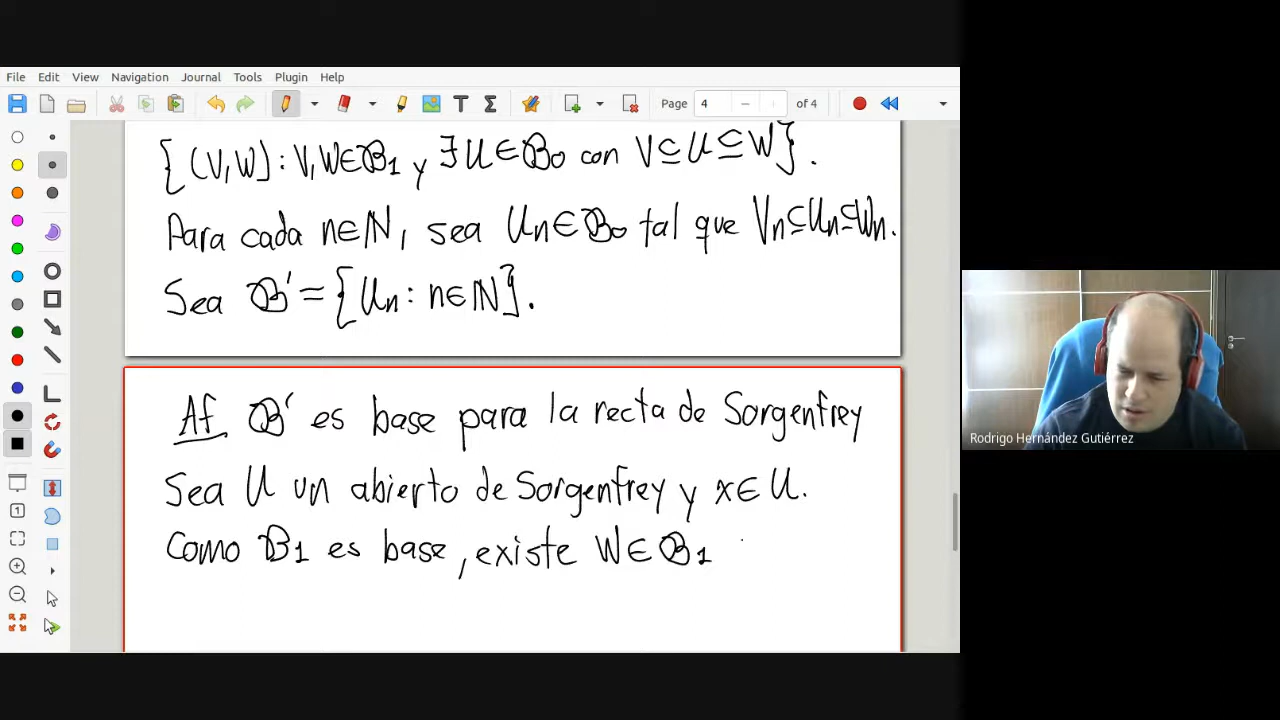 File Edit View Navigation Journal Tools Plugin Help
Page 4 of 4
{(V,W]: V,W∈ℬ₁ y ∃U∈ℬ₀ con V⊆U⊆W}.
Para cada n∈ℕ, sea Uₙ∈ℬ₀ tal que Vₙ⊆Uₙ⊆Wₙ.
Sea ℬ' = {Uₙ : n∈ℕ}.
Af. ℬ' es base para la recta de Sorgenfrey
Sea U un abierto de Sorgenfrey y x∈U.
Como ℬ₁ es base, existe W∈ℬ₁
Rodrigo Hernández Gutiérrez